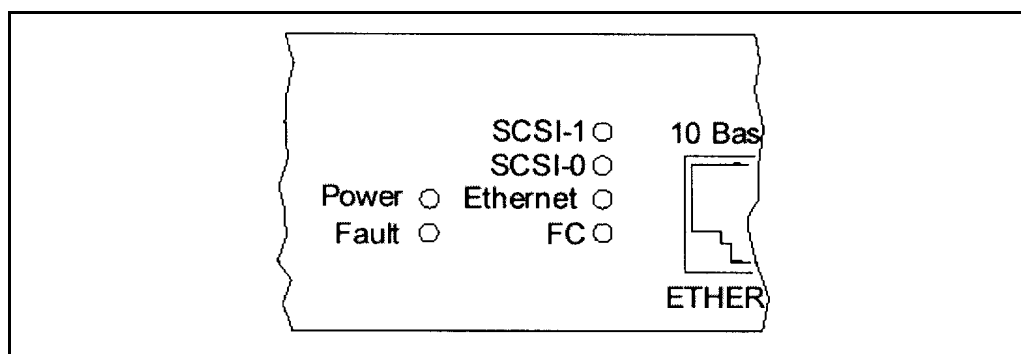 SCSI-1
10 Bas
SCSI-0
Power
Ethernet
Fault
FC
ETHER